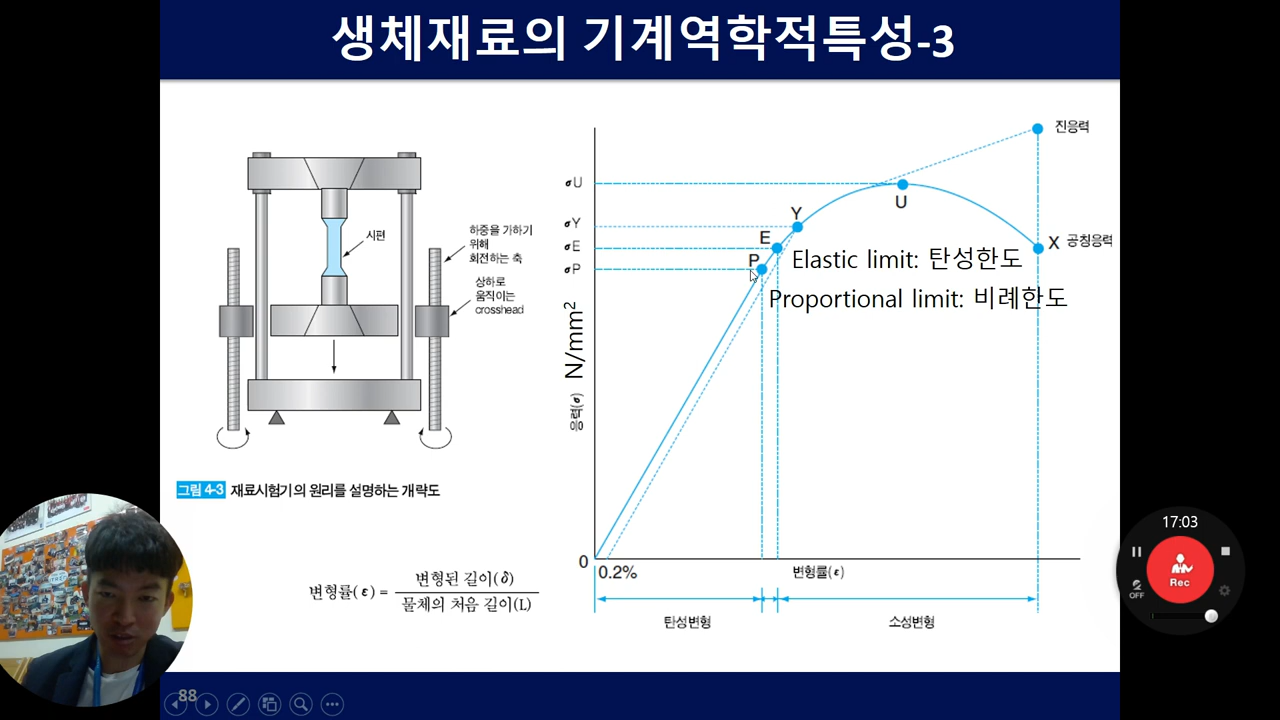 생체재료의 기계역학적특성-3
시편
하중을 가하기
위해
회전하는 축
상하로
움직이는
crosshead
그림 4-3 재료시험기의 원리를 설명하는 개략도
변형률(ε) = 변형된 길이(δ)
물체의 처음 길이(L)
진응력
σU
U
σY
Y
σE
E
X 공칭응력
σP
P
Elastic limit: 탄성한도
Proportional limit: 비례한도
N/mm²
응력(σ)
0
0.2%
변형률(ε)
탄성변형
소성변형
88
17:03
Rec
OFF